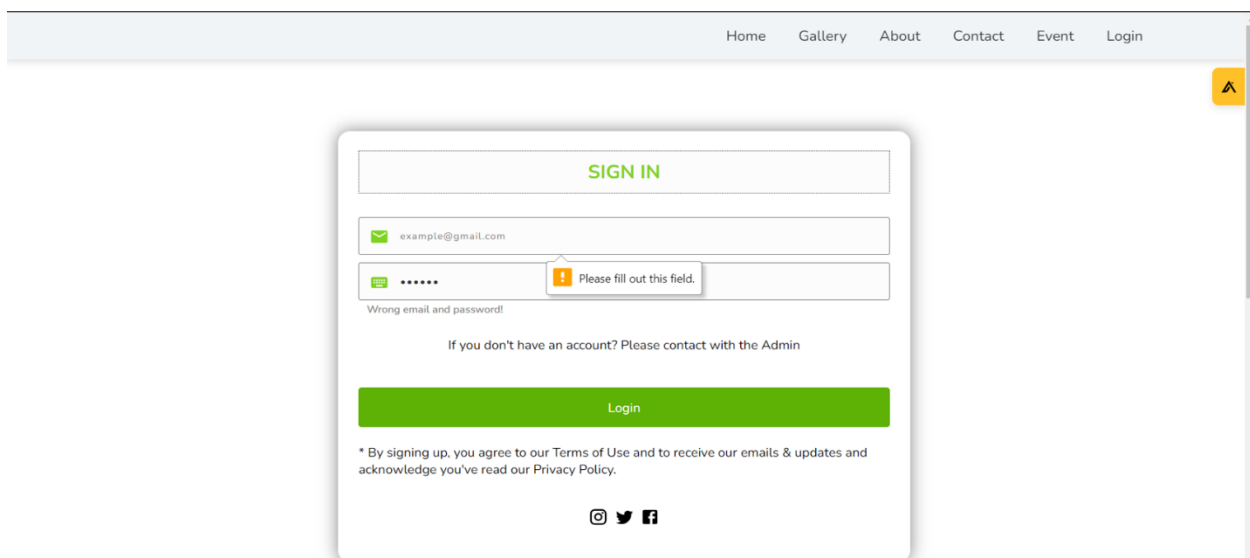 Home Gallery About Contact Event Login
SIGN IN
example@gmail.com
Please fill out this field.
••••••
Wrong email and password!
If you don't have an account? Please contact with the Admin
Login
* By signing up, you agree to our Terms of Use and to receive our emails & updates and
acknowledge you've read our Privacy Policy.